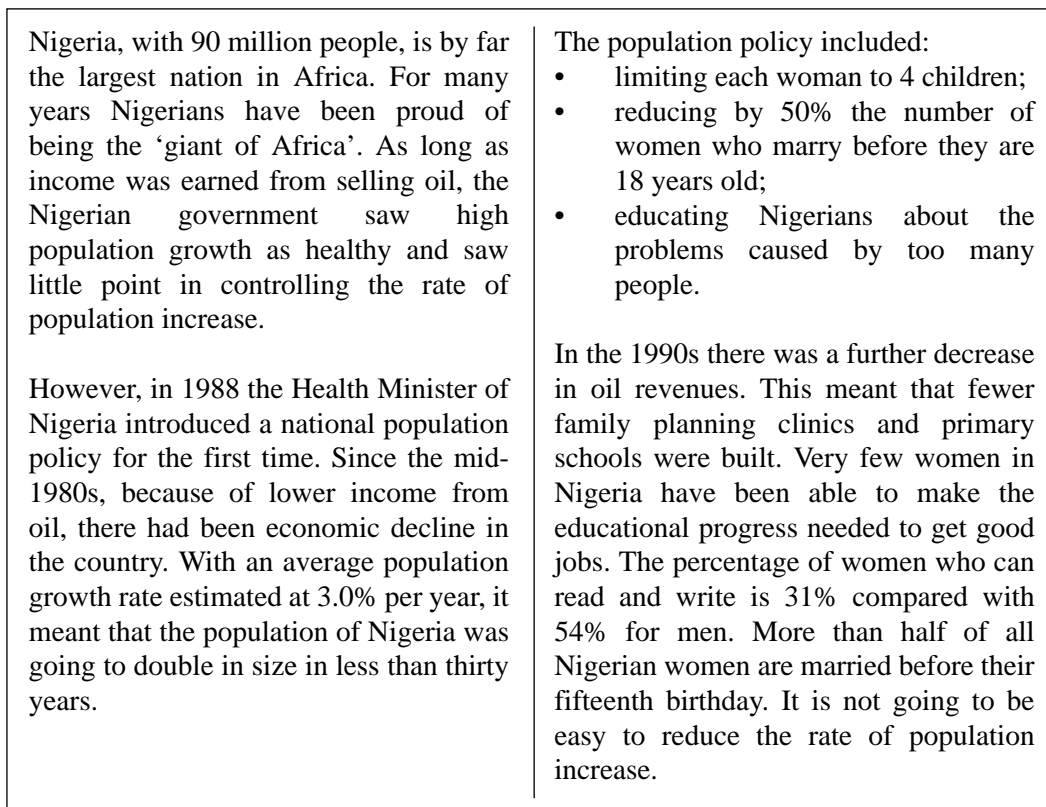 Nigeria, with 90 million people, is by far
the largest nation in Africa. For many
years Nigerians have been proud of
being the ‘giant of Africa’. As long as
income was earned from selling oil, the
Nigerian government saw high
population growth as healthy and saw
little point in controlling the rate of
population increase.
However, in 1988 the Health Minister of
Nigeria introduced a national population
policy for the first time. Since the mid-
1980s, because of lower income from
oil, there had been economic decline in
the country. With an average population
growth rate estimated at 3.0% per year, it
meant that the population of Nigeria was
going to double in size in less than thirty
years.
The population policy included:
• limiting each woman to 4 children;
• reducing by 50% the number of
women who marry before they are
18 years old;
• educating Nigerians about the
problems caused by too many
people.
In the 1990s there was a further decrease
in oil revenues. This meant that fewer
family planning clinics and primary
schools were built. Very few women in
Nigeria have been able to make the
educational progress needed to get good
jobs. The percentage of women who can
read and write is 31% compared with
54% for men. More than half of all
Nigerian women are married before their
fifteenth birthday. It is not going to be
easy to reduce the rate of population
increase.